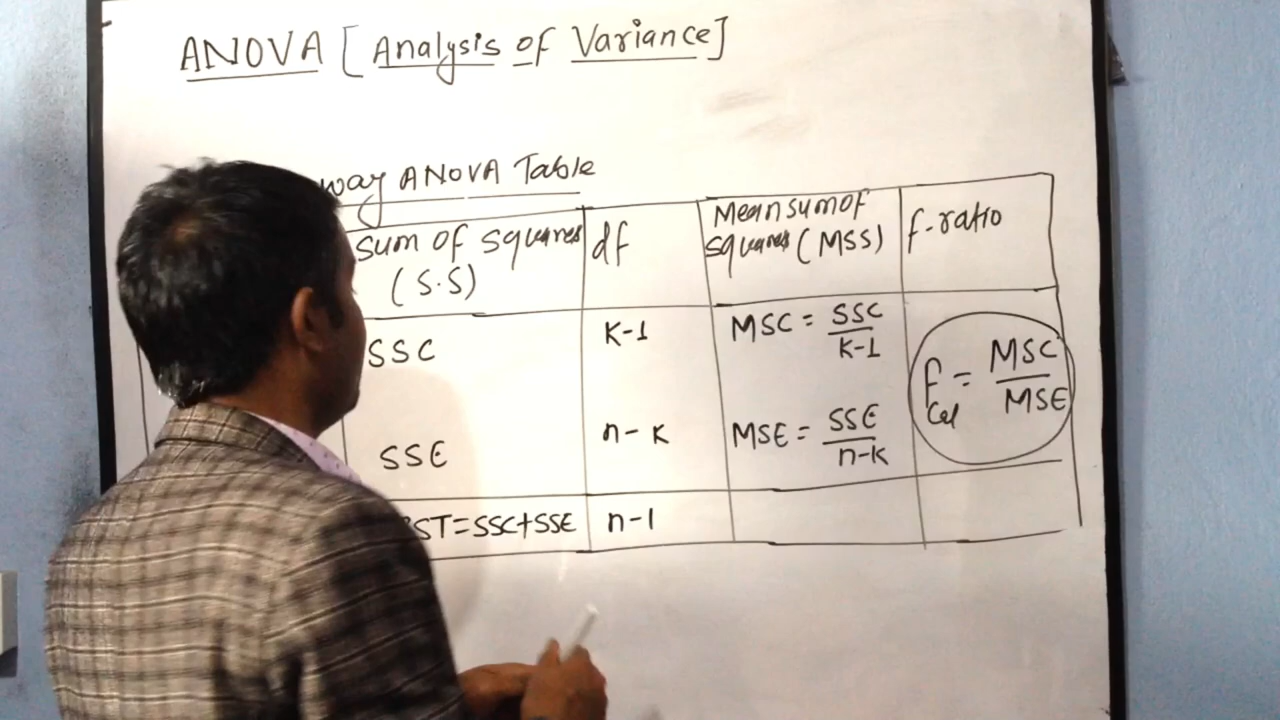 ANOVA [Analysis of Variance]
way ANOVA Table
sum of squares (S.S)
df
Mean sum of squares (MSS)
f-ratio
SSC
K-1
MSC = SSC / K-1
F cal = MSC / MSE
SSE
n-k
MSE = SSE / n-k
SST=SSC+SSE
n-1